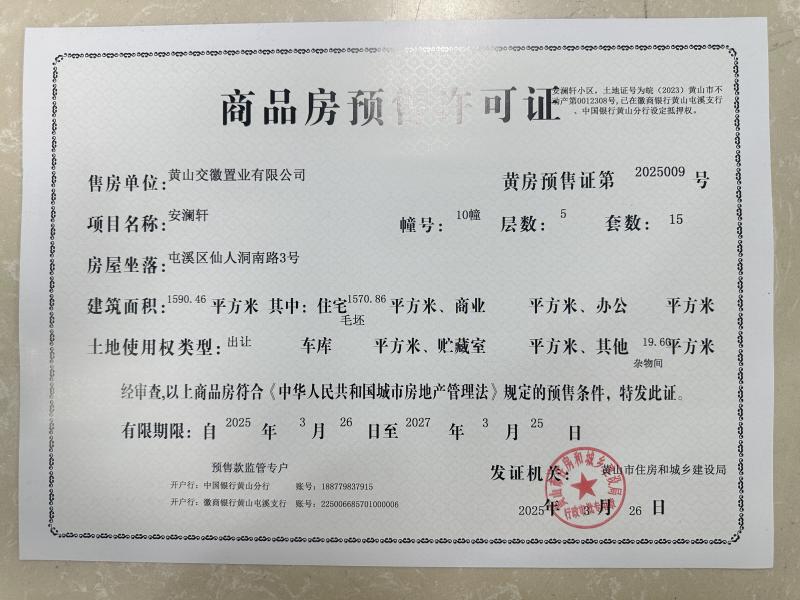 商品房预售许可证
安澜轩小区，土地证号为皖（2023）黄山市不
动产第0012308号,已在徽商银行黄山屯溪支行
、中国银行黄山分行设定抵押权。
售房单位:黄山交徽置业有限公司 黄房预售证第 2025009 号
项目名称:安澜轩 幢号: 10幢 层数: 5 套数: 15
房屋坐落:屯溪区仙人洞南路3号
建筑面积:1590.46 平方米 其中: 住宅1570.86 平方米、商业 平方米、办公 平方米
毛坯
土地使用权类型:出让 车库 平方米、贮藏室 平方米、其他 19.60平方米
杂物间
经审查,以上商品房符合《中华人民共和国城市房地产管理法》规定的预售条件，特发此证。
有限期限: 自 2025 年 3 月 26 日至 2027 年 3 月 25 日
预售款监管专户
开户行: 中国银行黄山分行 账号: 188779837915
开户行: 徽商银行黄山屯溪支行 账号: 225006685701000006
发证机关: 黄山市住房和城乡建设局
2025年 3月 26 日